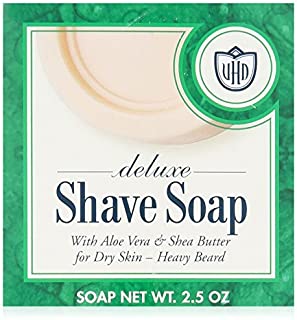 VHD
deluxe
Shave Soap
With Aloe Vera & Shea Butter
for Dry Skin – Heavy Beard
SOAP NET WT. 2.5 OZ